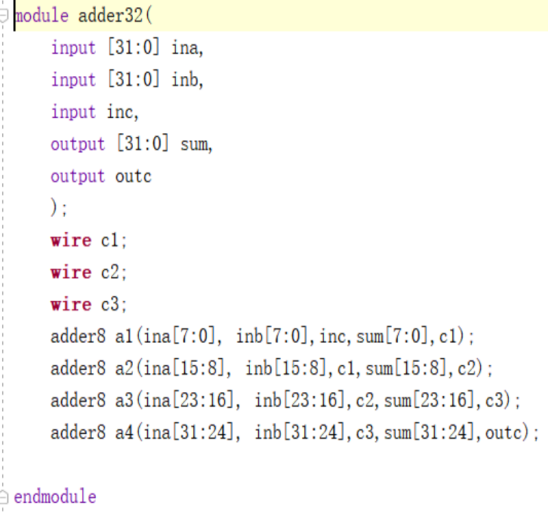 module adder32(
input [31:0] ina,
input [31:0] inb,
input inc,
output [31:0] sum,
output outc
);
wire c1;
wire c2;
wire c3;
adder8 a1(ina[7:0], inb[7:0],inc,sum[7:0],c1);
adder8 a2(ina[15:8], inb[15:8],c1,sum[15:8],c2);
adder8 a3(ina[23:16], inb[23:16],c2,sum[23:16],c3);
adder8 a4(ina[31:24], inb[31:24],c3,sum[31:24],outc);
endmodule